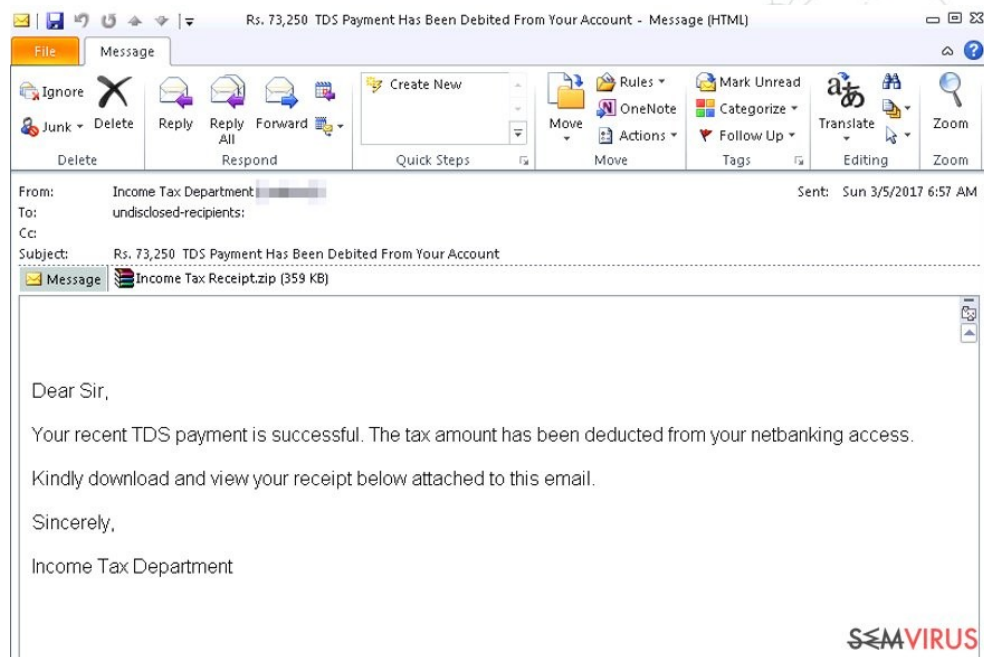 Rs. 73,250 TDS Payment Has Been Debited From Your Account - Message (HTML)
File Message
Ignore
Junk
Delete
Reply
Reply All
Forward
Create New
Move
Rules
OneNote
Actions
Mark Unread
Categorize
Follow Up
Translate
Zoom
Delete Respond Quick Steps Move Tags Editing Zoom
From: Income Tax Department Sent: Sun 3/5/2017 6:57 AM
To: undisclosed-recipients:
Cc:
Subject: Rs. 73,250 TDS Payment Has Been Debited From Your Account
Message Income Tax Receipt.zip (359 KB)
Dear Sir,
Your recent TDS payment is successful. The tax amount has been deducted from your netbanking access.
Kindly download and view your receipt below attached to this email.
Sincerely,
Income Tax Department
SEMVIRUS